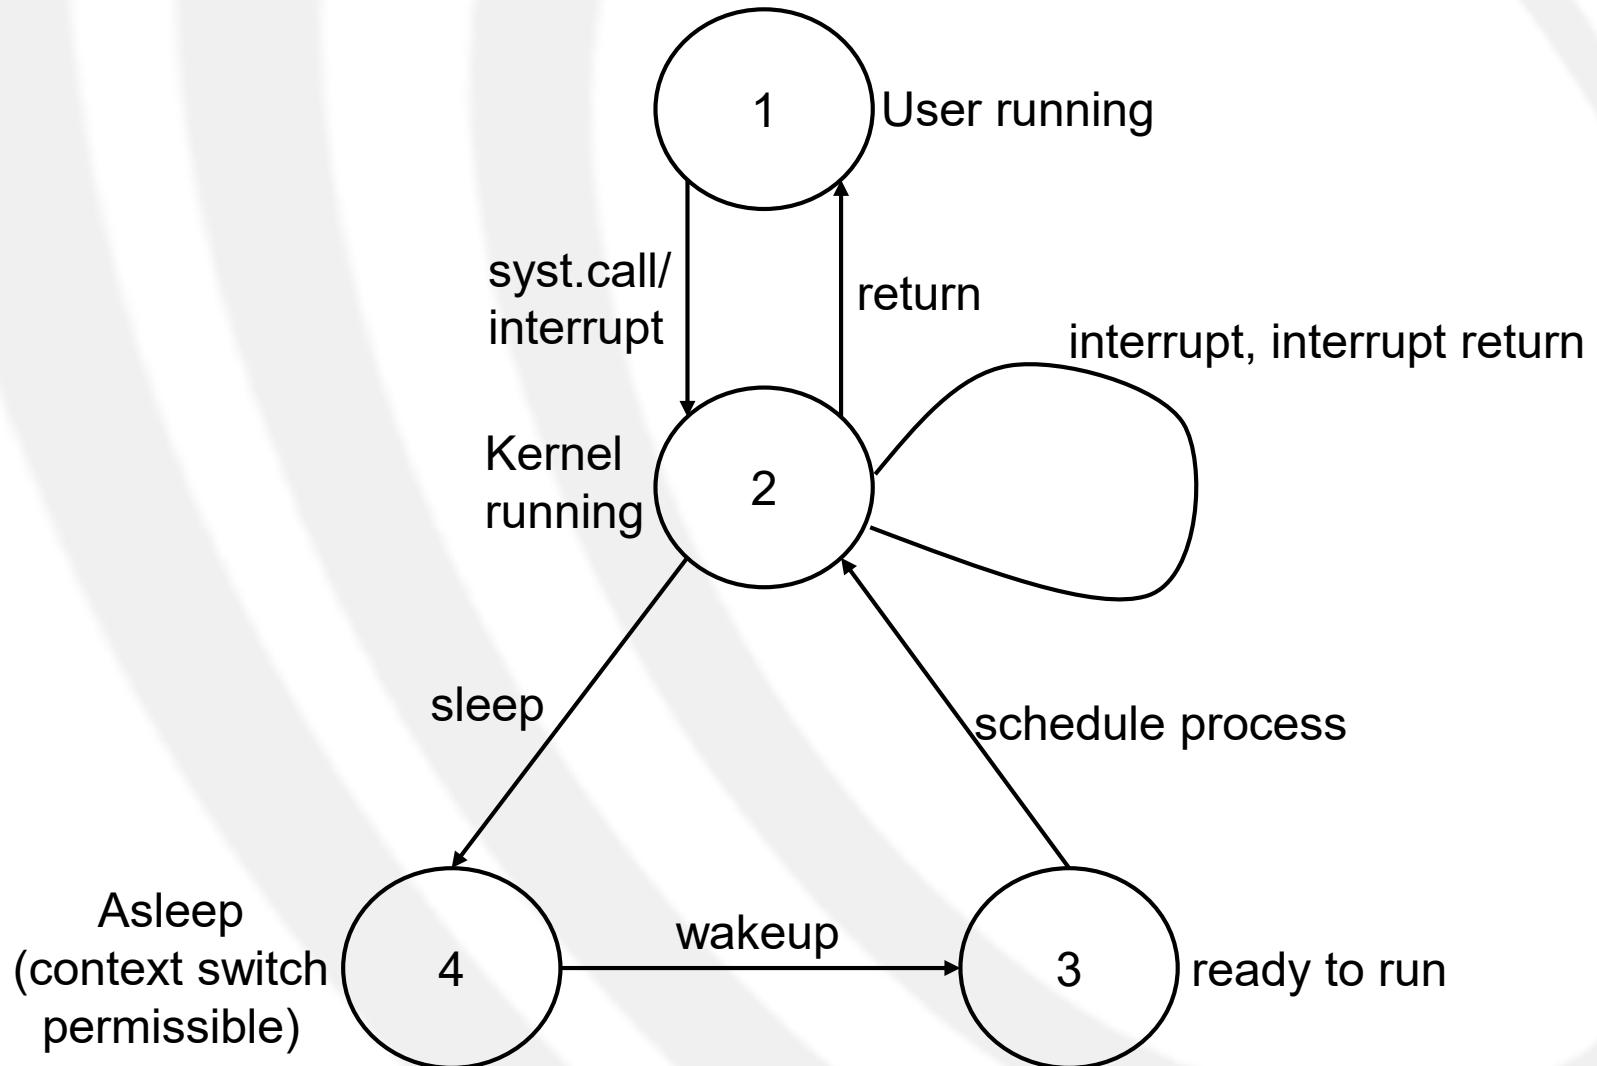 1
User running
syst.call/
interrupt
return
interrupt, interrupt return
Kernel
running
2
sleep
schedule process
Asleep
(context switch
permissible)
4
wakeup
3
ready to run